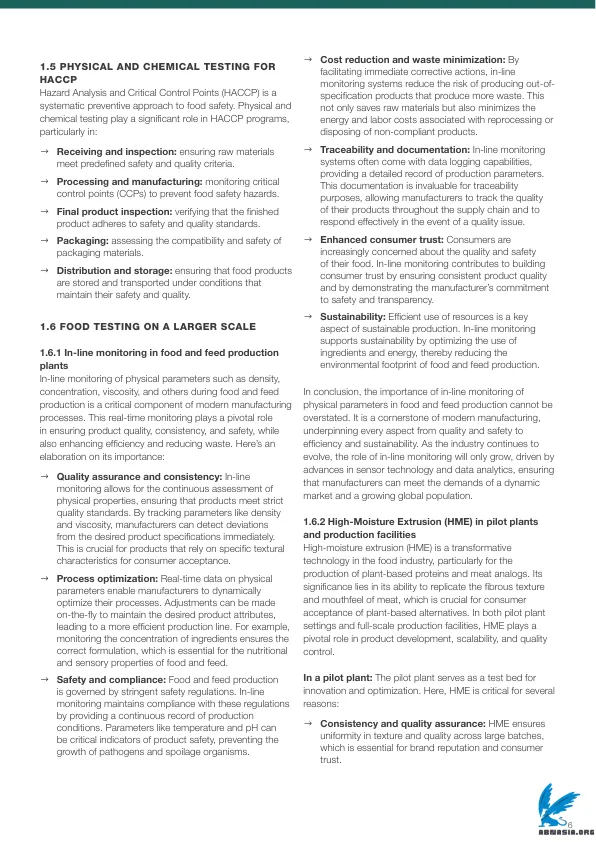 1.5 PHYSICAL AND CHEMICAL TESTING FOR
HACCP
Hazard Analysis and Critical Control Points (HACCP) is a
systematic preventive approach to food safety. Physical and
chemical testing play a significant role in HACCP programs,
particularly in:
→ Receiving and inspection: ensuring raw materials
meet predefined safety and quality criteria.
→ Processing and manufacturing: monitoring critical
control points (CCPs) to prevent food safety hazards.
→ Final product inspection: verifying that the finished
product adheres to safety and quality standards.
→ Packaging: assessing the compatibility and safety of
packaging materials.
→ Distribution and storage: ensuring that food products
are stored and transported under conditions that
maintain their safety and quality.
1.6 FOOD TESTING ON A LARGER SCALE
1.6.1 In-line monitoring in food and feed production
plants
In-line monitoring of physical parameters such as density,
concentration, viscosity, and others during food and feed
production is a critical component of modern manufacturing
processes. This real-time monitoring plays a pivotal role
in ensuring product quality, consistency, and safety, while
also enhancing efficiency and reducing waste. Here's an
elaboration on its importance:
→ Quality assurance and consistency: In-line
monitoring allows for the continuous assessment of
physical properties, ensuring that products meet strict
quality standards. By tracking parameters like density
and viscosity, manufacturers can detect deviations
from the desired product specifications immediately.
This is crucial for products that rely on specific textural
characteristics for consumer acceptance.
→ Process optimization: Real-time data on physical
parameters enable manufacturers to dynamically
optimize their processes. Adjustments can be made
on-the-fly to maintain the desired product attributes,
leading to a more efficient production line. For example,
monitoring the concentration of ingredients ensures the
correct formulation, which is essential for the nutritional
and sensory properties of food and feed.
→ Safety and compliance: Food and feed production
is governed by stringent safety regulations. In-line
monitoring maintains compliance with these regulations
by providing a continuous record of production
conditions. Parameters like temperature and pH can
be critical indicators of product safety, preventing the
growth of pathogens and spoilage organisms.
→ Cost reduction and waste minimization: By
facilitating immediate corrective actions, in-line
monitoring systems reduce the risk of producing out-of-
specification products that produce more waste. This
not only saves raw materials but also minimizes the
energy and labor costs associated with reprocessing or
disposing of non-compliant products.
→ Traceability and documentation: In-line monitoring
systems often come with data logging capabilities,
providing a detailed record of production parameters.
This documentation is invaluable for traceability
purposes, allowing manufacturers to track the quality
of their products throughout the supply chain and to
respond effectively in the event of a quality issue.
→ Enhanced consumer trust: Consumers are
increasingly concerned about the quality and safety
of their food. In-line monitoring contributes to building
consumer trust by ensuring consistent product quality
and by demonstrating the manufacturer's commitment
to safety and transparency.
→ Sustainability: Efficient use of resources is a key
aspect of sustainable production. In-line monitoring
supports sustainability by optimizing the use of
ingredients and energy, thereby reducing the
environmental footprint of food and feed production.
In conclusion, the importance of in-line monitoring of
physical parameters in food and feed production cannot be
overstated. It is a cornerstone of modern manufacturing,
underpinning every aspect from quality and safety to
efficiency and sustainability. As the industry continues to
evolve, the role of in-line monitoring will only grow, driven by
advances in sensor technology and data analytics, ensuring
that manufacturers can meet the demands of a dynamic
market and a growing global population.
1.6.2 High-Moisture Extrusion (HME) in pilot plants
and production facilities
High-moisture extrusion (HME) is a transformative
technology in the food industry, particularly for the
production of plant-based proteins and meat analogs. Its
significance lies in its ability to replicate the fibrous texture
and mouthfeel of meat, which is crucial for consumer
acceptance of plant-based alternatives. In both pilot plant
settings and full-scale production facilities, HME plays a
pivotal role in product development, scalability, and quality
control.
In a pilot plant: The pilot plant serves as a test bed for
innovation and optimization. Here, HME is critical for several
reasons:
→ Consistency and quality assurance: HME ensures
uniformity in texture and quality across large batches,
which is essential for brand reputation and consumer
trust.
6
ABNASIA.ORG